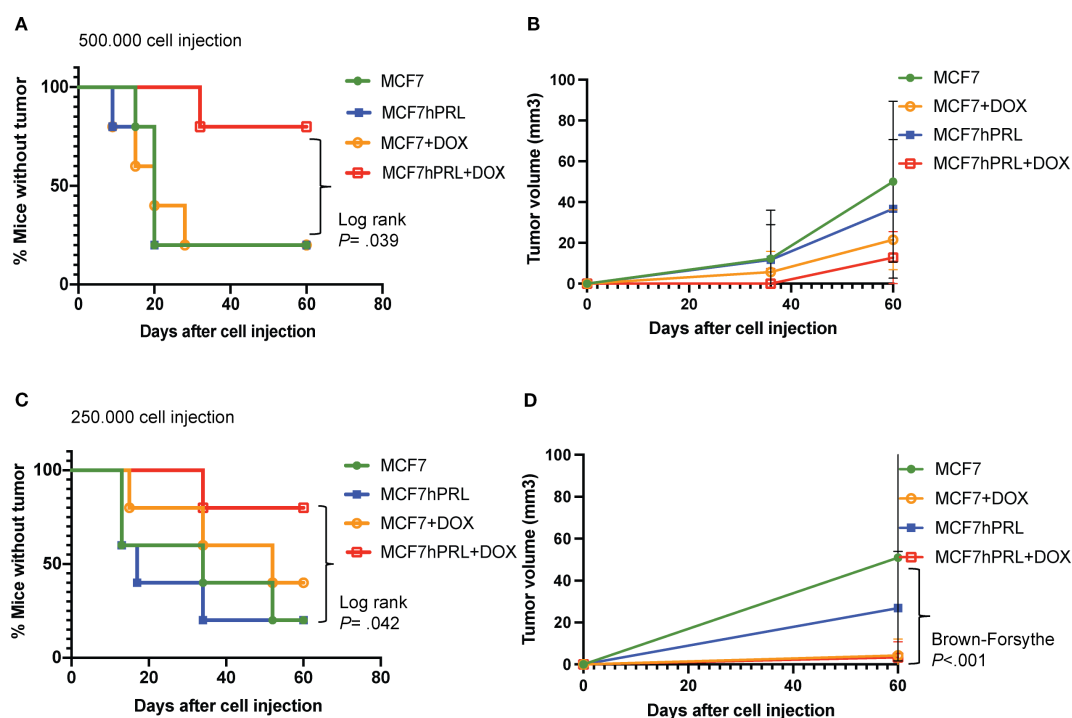 A
500.000 cell injection
% Mice without tumor
100
50
0
0
20
40
60
80
Days after cell injection
MCF7
MCF7hPRL
MCF7+DOX
MCF7hPRL+DOX
Log rank
P= .039
B
Tumor volume (mm3)
100
80
60
40
20
0
0
20
40
60
Days after cell injection
MCF7
MCF7+DOX
MCF7hPRL
MCF7hPRL+DOX
C
250.000 cell injection
% Mice without tumor
100
50
0
0
20
40
60
80
Days after cell injection
MCF7
MCF7hPRL
MCF7+DOX
MCF7hPRL+DOX
Log rank
P= .042
D
Tumor volume (mm3)
100
80
60
40
20
0
0
20
40
60
Days after cell injection
MCF7
MCF7+DOX
MCF7hPRL
MCF7hPRL+DOX
Brown-Forsythe
P<.001